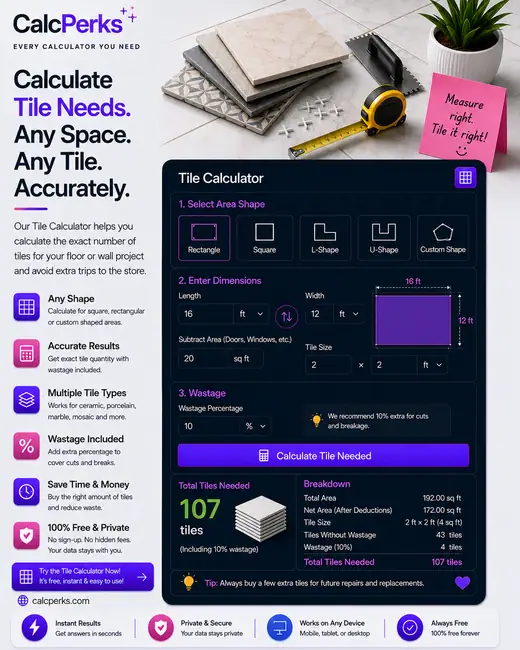 CalcPerks
EVERY CALCULATOR YOU NEED
Calculate
Tile Needs.
Any Space.
Any Tile.
Accurately.
Our Tile Calculator helps you
calculate the exact number of
tiles for your floor or wall project
and avoid extra trips to the store.
Any Shape
Calculate for square, rectangular
or custom shaped areas.
Accurate Results
Get exact tile quantity with
wastage included.
Multiple Tile Types
Works for ceramic, porcelain,
marble, mosaic and more.
Wastage Included
Add extra percentage to
cover cuts and breaks.
Save Time & Money
Buy the right amount of tiles
and reduce waste.
100% Free & Private
No sign-up. No hidden fees.
Your data stays with you.
Try the Tile Calculator Now!
It's free, instant & easy to use!
calcperks.com
Measure
right.
Tile it right!
Tile Calculator
1. Select Area Shape
Rectangle
Square
L-Shape
U-Shape
Custom Shape
2. Enter Dimensions
Length
Width
16 ft
12 ft
16 ft
12 ft
Subtract Area (Doors, Windows, etc.)
20 sq ft
Tile Size
2 × 2 ft
3. Wastage
Wastage Percentage
10 %
We recommend 10% extra for cuts
and breakage.
Calculate Tile Needed
Total Tiles Needed
107
tiles
(Including 10% wastage)
Breakdown
Total Area 192.00 sq ft
Net Area (After Deductions) 172.00 sq ft
Tile Size 2 ft × 2 ft (4 sq ft)
Tiles Without Wastage 43 tiles
Wastage (10%) 4 tiles
Total Tiles Needed 107 tiles
Tip: Always buy a few extra tiles for future repairs and replacements.
Instant Results
Get answers in seconds
Private & Secure
Your data stays private
Works on Any Device
Mobile, tablet, or desktop
Always Free
100% free forever